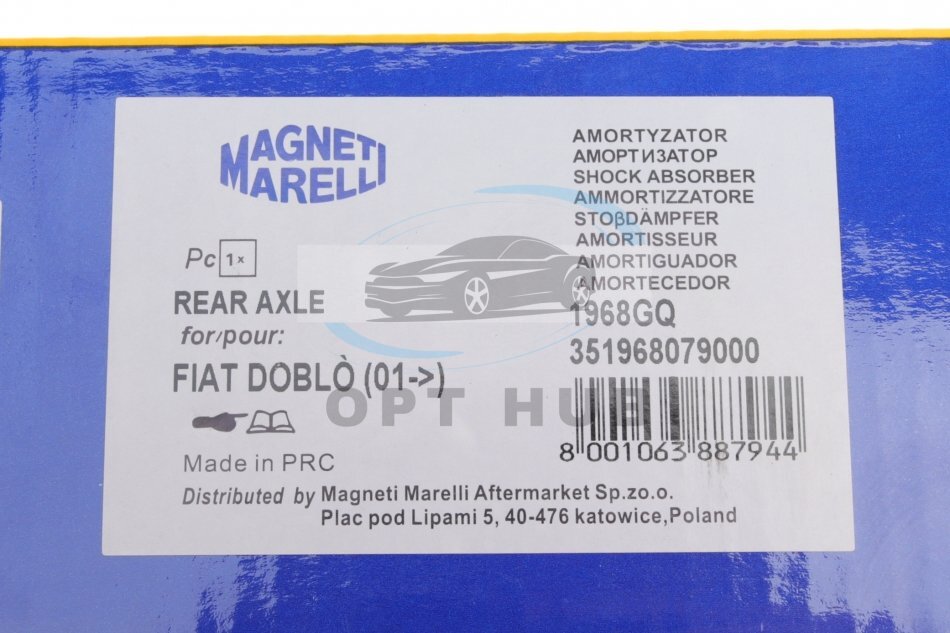 MAGNETI
MARELLI
Pc 1x
REAR AXLE
for/pour:
FIAT DOBLÒ (01->)
Made in PRC
Distributed by Magneti Marelli Aftermarket Sp.zo.o.
Plac pod Lipami 5, 40-476 katowice,Poland
AMORTYZATOR
АМОРТИЗАТОР
SHOCK ABSORBER
AMMORTIZZATORE
STOβDÄMPFER
AMORTISSEUR
AMORTIGUADOR
AMORTECEDOR
1968GQ
351968079000
8 001063 887944
OPT HUB